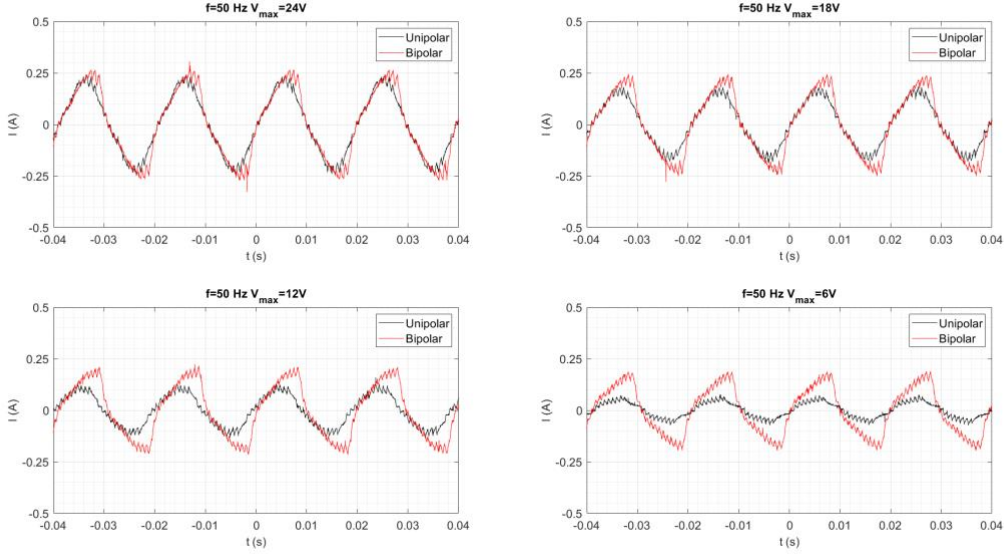 f=50 Hz Vmax=24V
0.5
0.25
0
-0.25
-0.5
I (A)
Unipolar
Bipolar
-0.04 -0.03 -0.02 -0.01 0 0.01 0.02 0.03 0.04
t (s)
f=50 Hz Vmax=18V
0.5
0.25
0
-0.25
-0.5
I (A)
Unipolar
Bipolar
-0.04 -0.03 -0.02 -0.01 0 0.01 0.02 0.03 0.04
t (s)
f=50 Hz Vmax=12V
0.5
0.25
0
-0.25
-0.5
I (A)
Unipolar
Bipolar
-0.04 -0.03 -0.02 -0.01 0 0.01 0.02 0.03 0.04
t (s)
f=50 Hz Vmax=6V
0.5
0.25
0
-0.25
-0.5
I (A)
Unipolar
Bipolar
-0.04 -0.03 -0.02 -0.01 0 0.01 0.02 0.03 0.04
t (s)